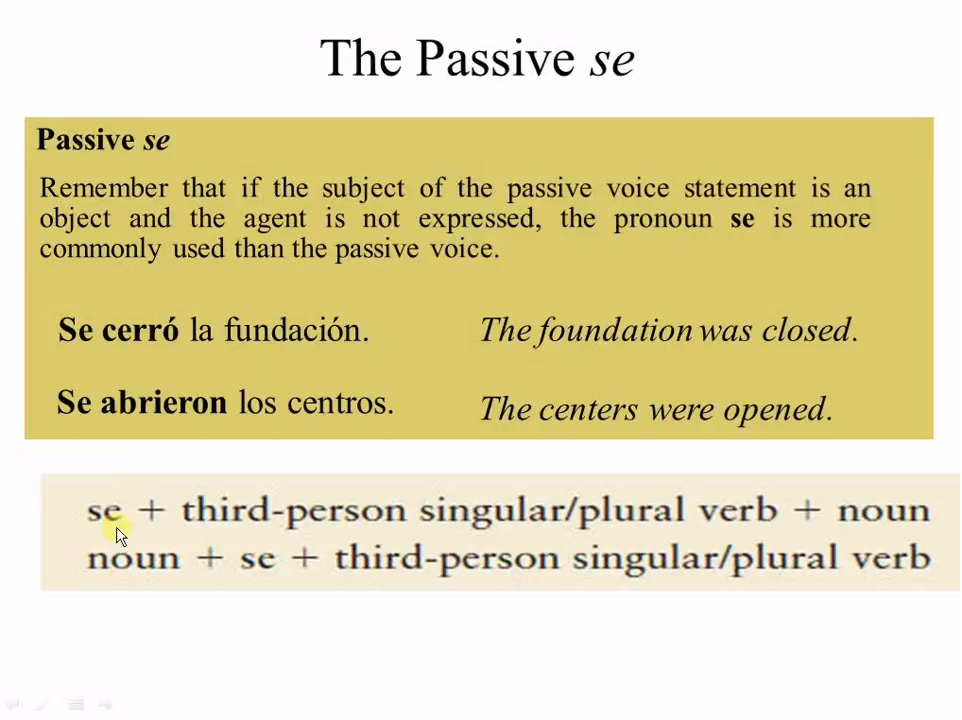 The Passive se
Passive se
Remember that if the subject of the passive voice statement is an
object and the agent is not expressed, the pronoun se is more
commonly used than the passive voice.
Se cerró la fundación. The foundation was closed.
Se abrieron los centros. The centers were opened.
se + third-person singular/plural verb + noun
noun + se + third-person singular/plural verb